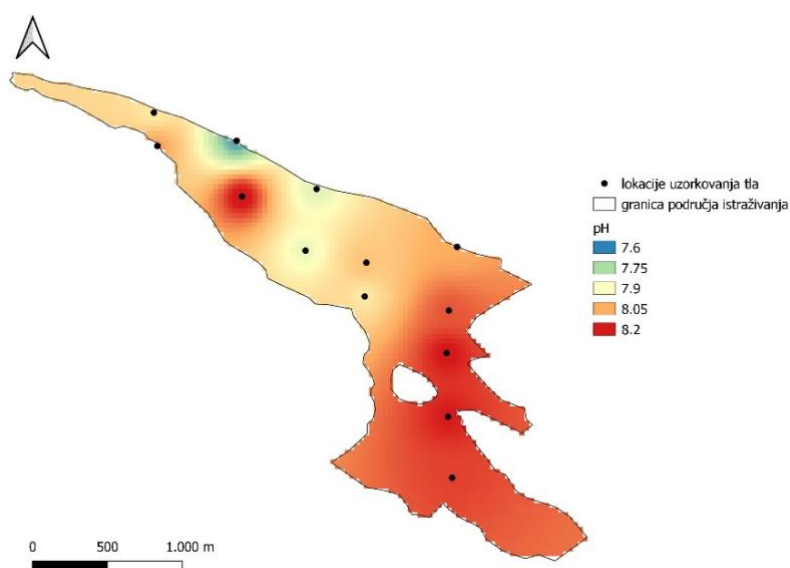 lokacije uzorkovanja tla
granica područja istraživanja
pH
7.6
7.75
7.9
8.05
8.2
0 500 1.000 m